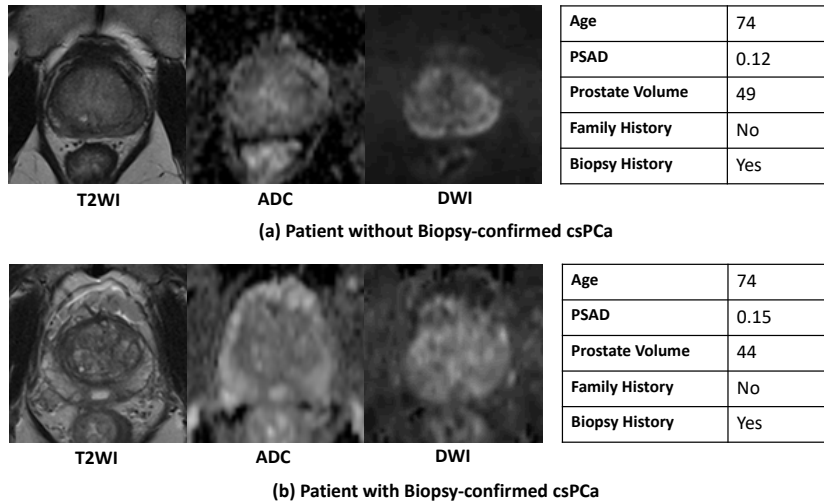 Age 74
PSAD 0.12
Prostate Volume 49
Family History No
Biopsy History Yes
T2WI ADC DWI
(a) Patient without Biopsy-confirmed csPCa
Age 74
PSAD 0.15
Prostate Volume 44
Family History No
Biopsy History Yes
T2WI ADC DWI
(b) Patient with Biopsy-confirmed csPCa